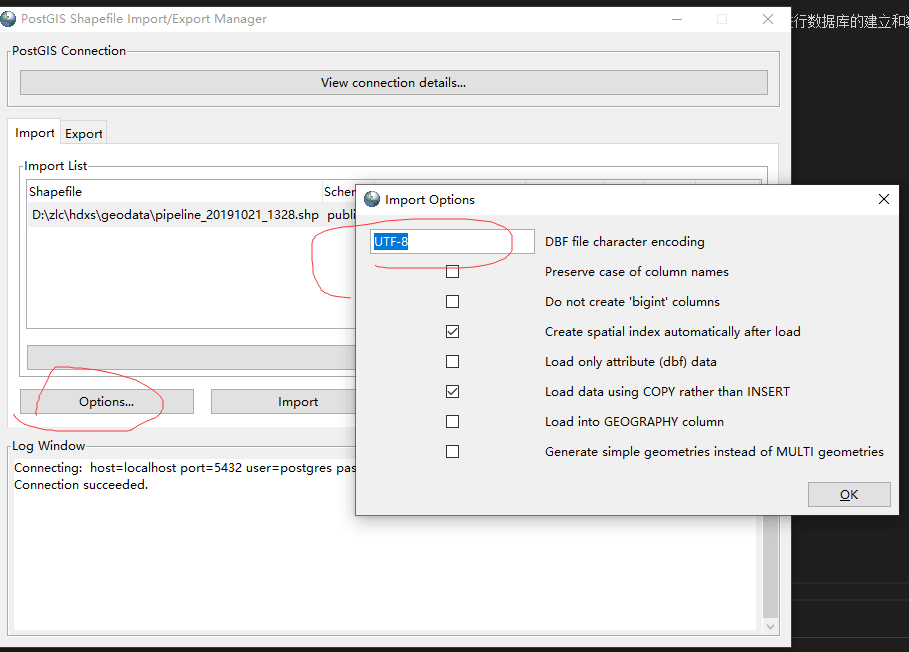 PostGIS Shapefile Import/Export Manager
行数据库的建立和
PostGIS Connection
View connection details...
Import Export
Import List
Shapefile
D:\zlc\hdxs\geodata\pipeline_20191021_1328.shp
Options...
Import
Log Window
Connecting: host=localhost port=5432 user=postgres
Connection succeeded.
Import Options
UTF-8 DBF file character encoding
Preserve case of column names
Do not create 'bigint' columns
Create spatial index automatically after load
Load only attribute (dbf) data
Load data using COPY rather than INSERT
Load into GEOGRAPHY column
Generate simple geometries instead of MULTI geometries
OK